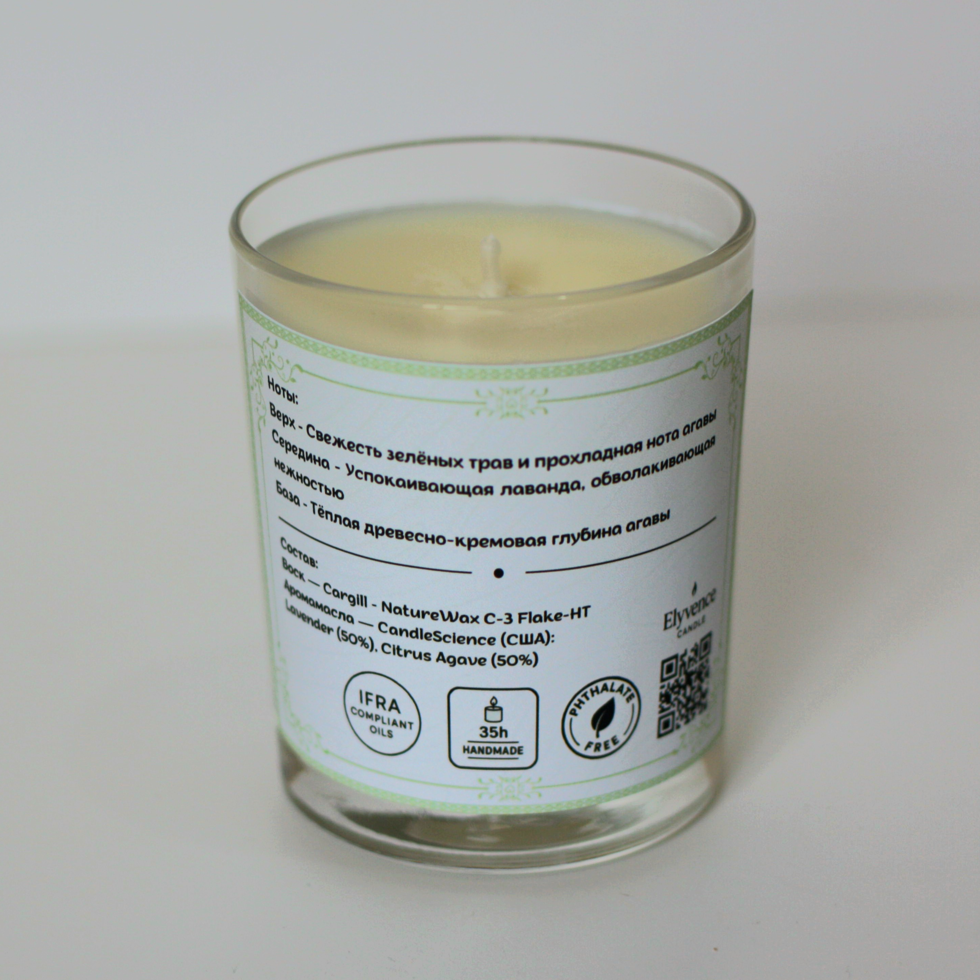 Ноты:
Верх - Свежесть зелёных трав и прохладная нота агавы
Середина - Успокаивающая лаванда, обволакивающая
нежностью
База - Тёплая древесно-кремовая глубина агавы
Состав:
Воск — Cargill - NatureWax C-3 Flake-HT
Аромамасла — CandleScience (США):
Lavender (50%), Citrus Agave (50%)
Elyvence
CANDLE
IFRA
COMPLIANT
OILS
35h
HANDMADE
PHTHALATE
FREE